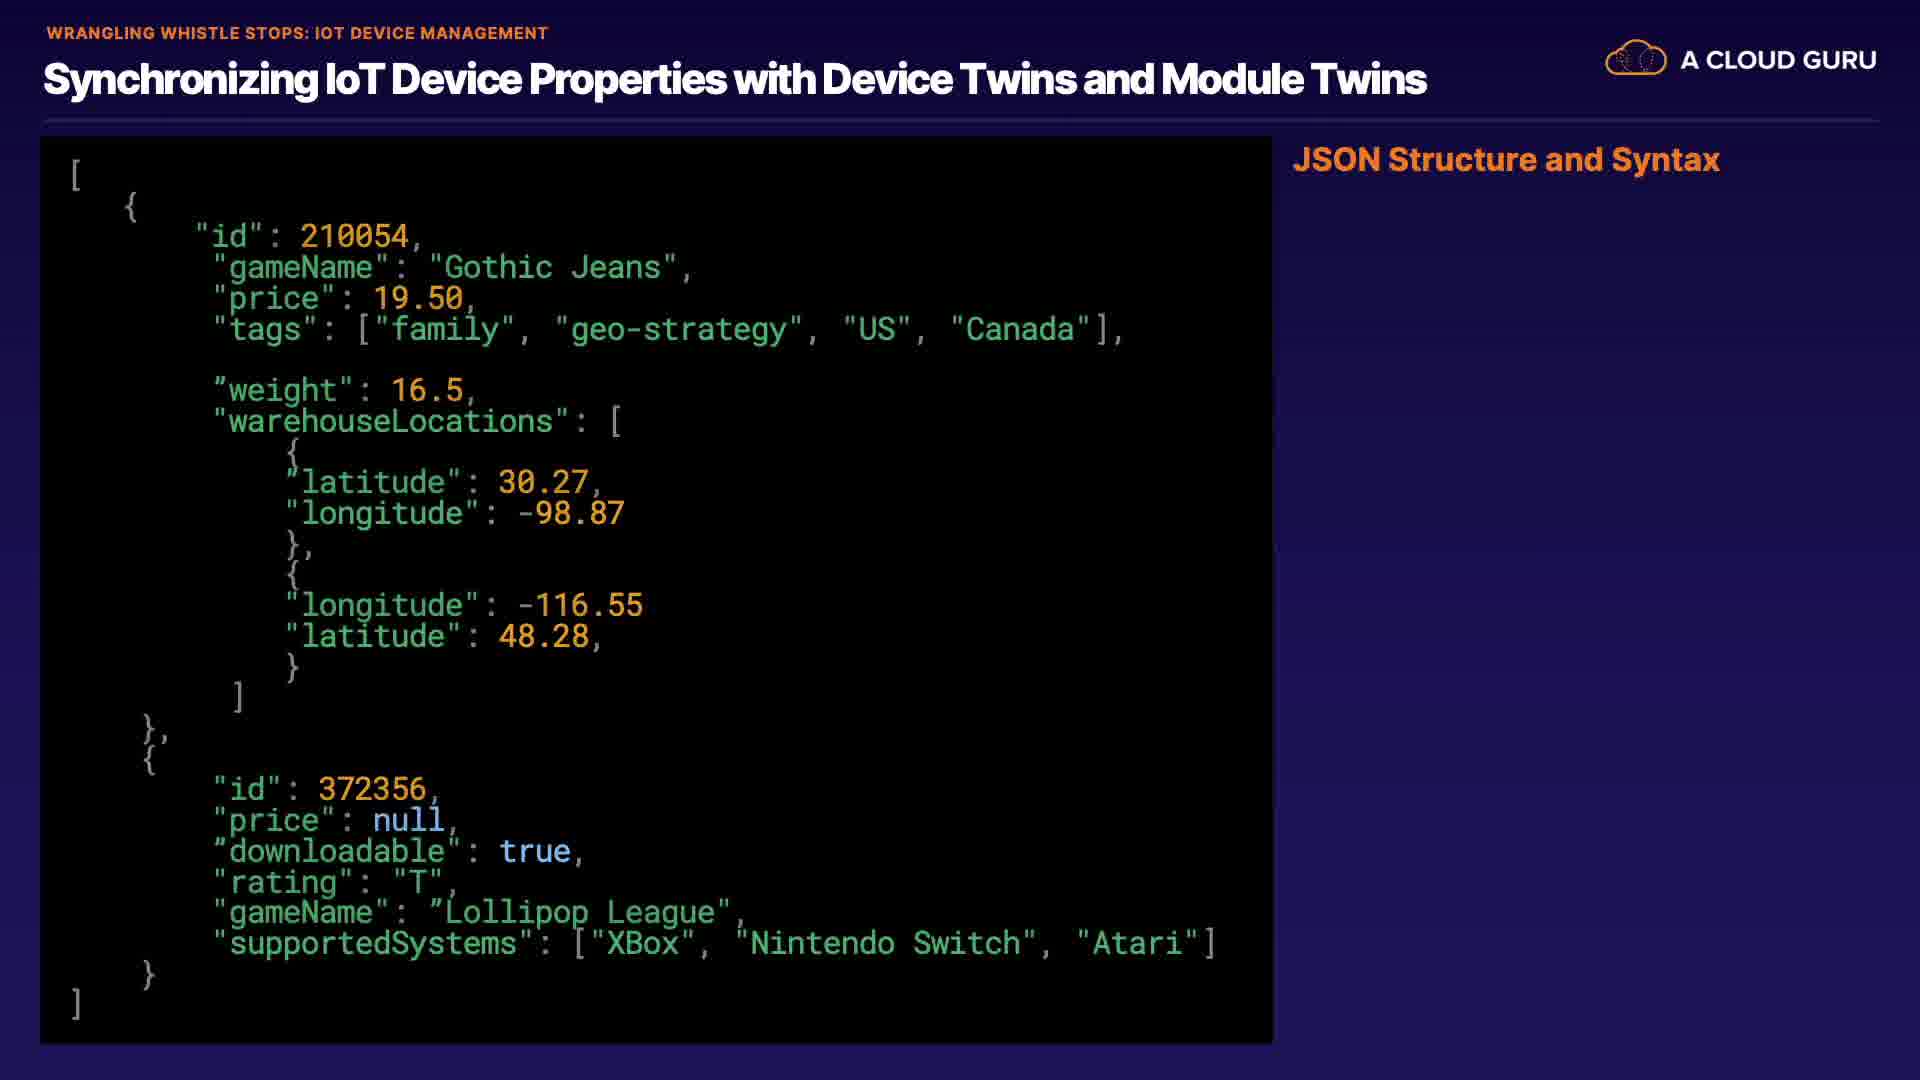 WRANGLING WHISTLE STOPS: IOT DEVICE MANAGEMENT
Synchronizing IoT Device Properties with Device Twins and Module Twins
A CLOUD GURU
JSON Structure and Syntax
[
{
"id": 210054,
"gameName": "Gothic Jeans",
"price": 19.50,
"tags": ["family", "geo-strategy", "US", "Canada"],
”weight": 16.5,
"warehouseLocations": [
{
”latitude": 30.27,
"longitude": -98.87
},
{
"longitude": -116.55
"latitude": 48.28,
}
]
},
{
"id": 372356,
"price": null,
”downloadable": true,
"rating": "T",
"gameName": ”Lollipop League",
"supportedSystems": ["XBox", "Nintendo Switch", "Atari"]
}
]